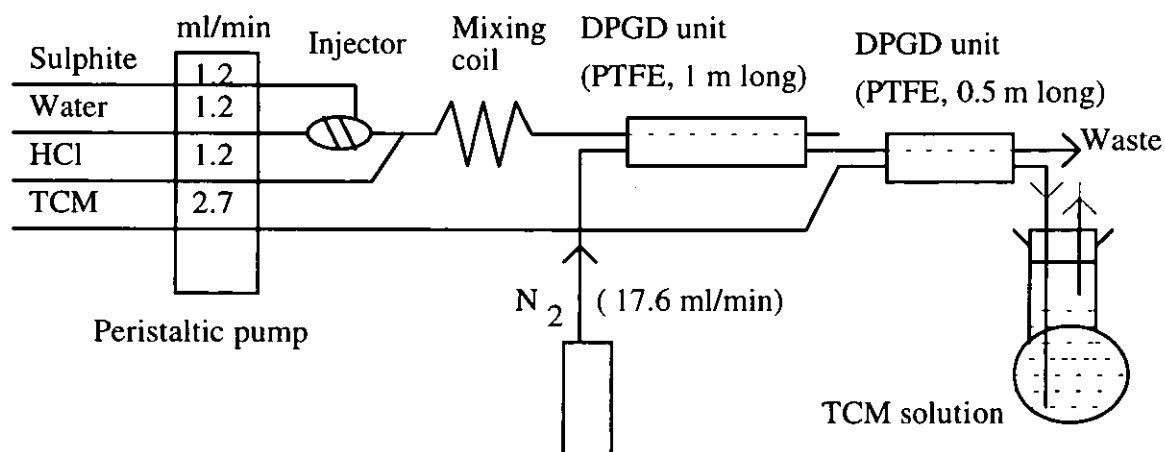 ml/min
Injector
Mixing
coil
DPGD unit
(PTFE, 1 m long)
DPGD unit
(PTFE, 0.5 m long)
Sulphite
1.2
Water
1.2
HCl
1.2
TCM
2.7
Waste
N2
(17.6 ml/min)
Peristaltic pump
TCM solution